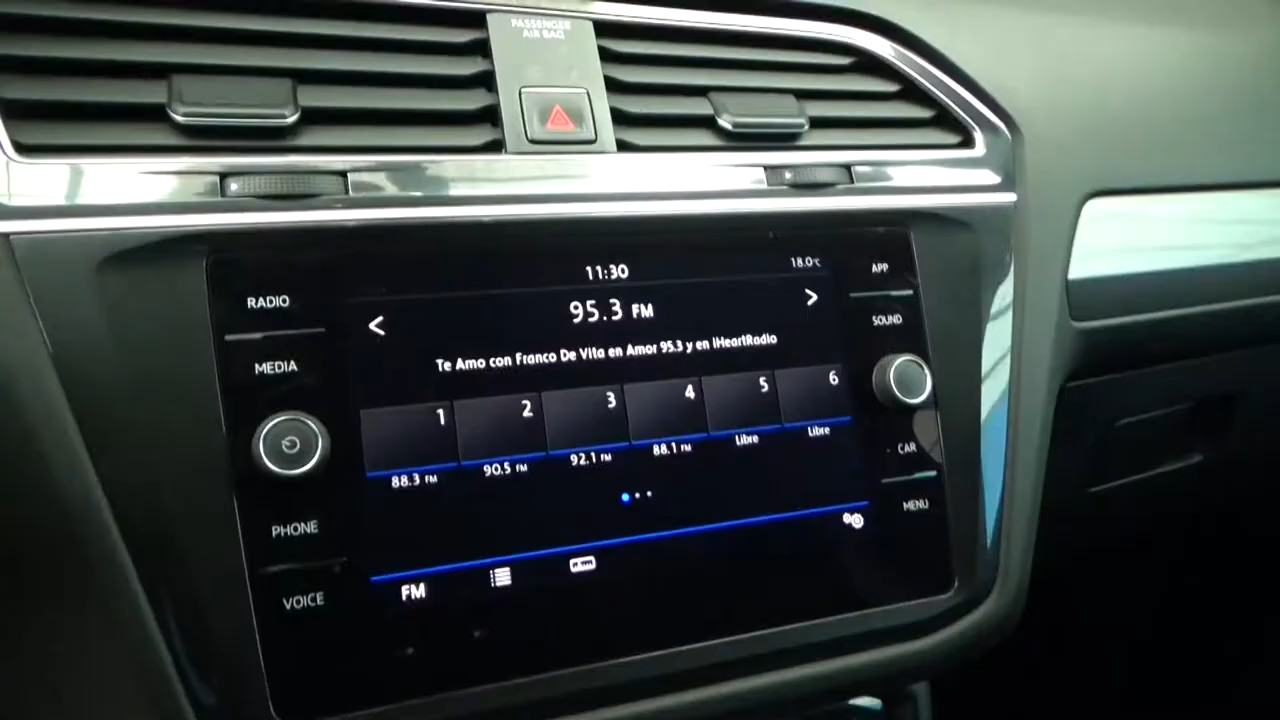 PASSENGER
AIR BAG
11:30
18.0°C
RADIO
MEDIA
PHONE
VOICE
95.3 FM
Te Amo con Franco De Vita en Amor 95.3 y en iHeartRadio
1 2 3 4 5 6
88.3 FM 90.5 FM 92.1 FM 88.1 FM Libre Libre
FM
APP
SOUND
CAR
MENU